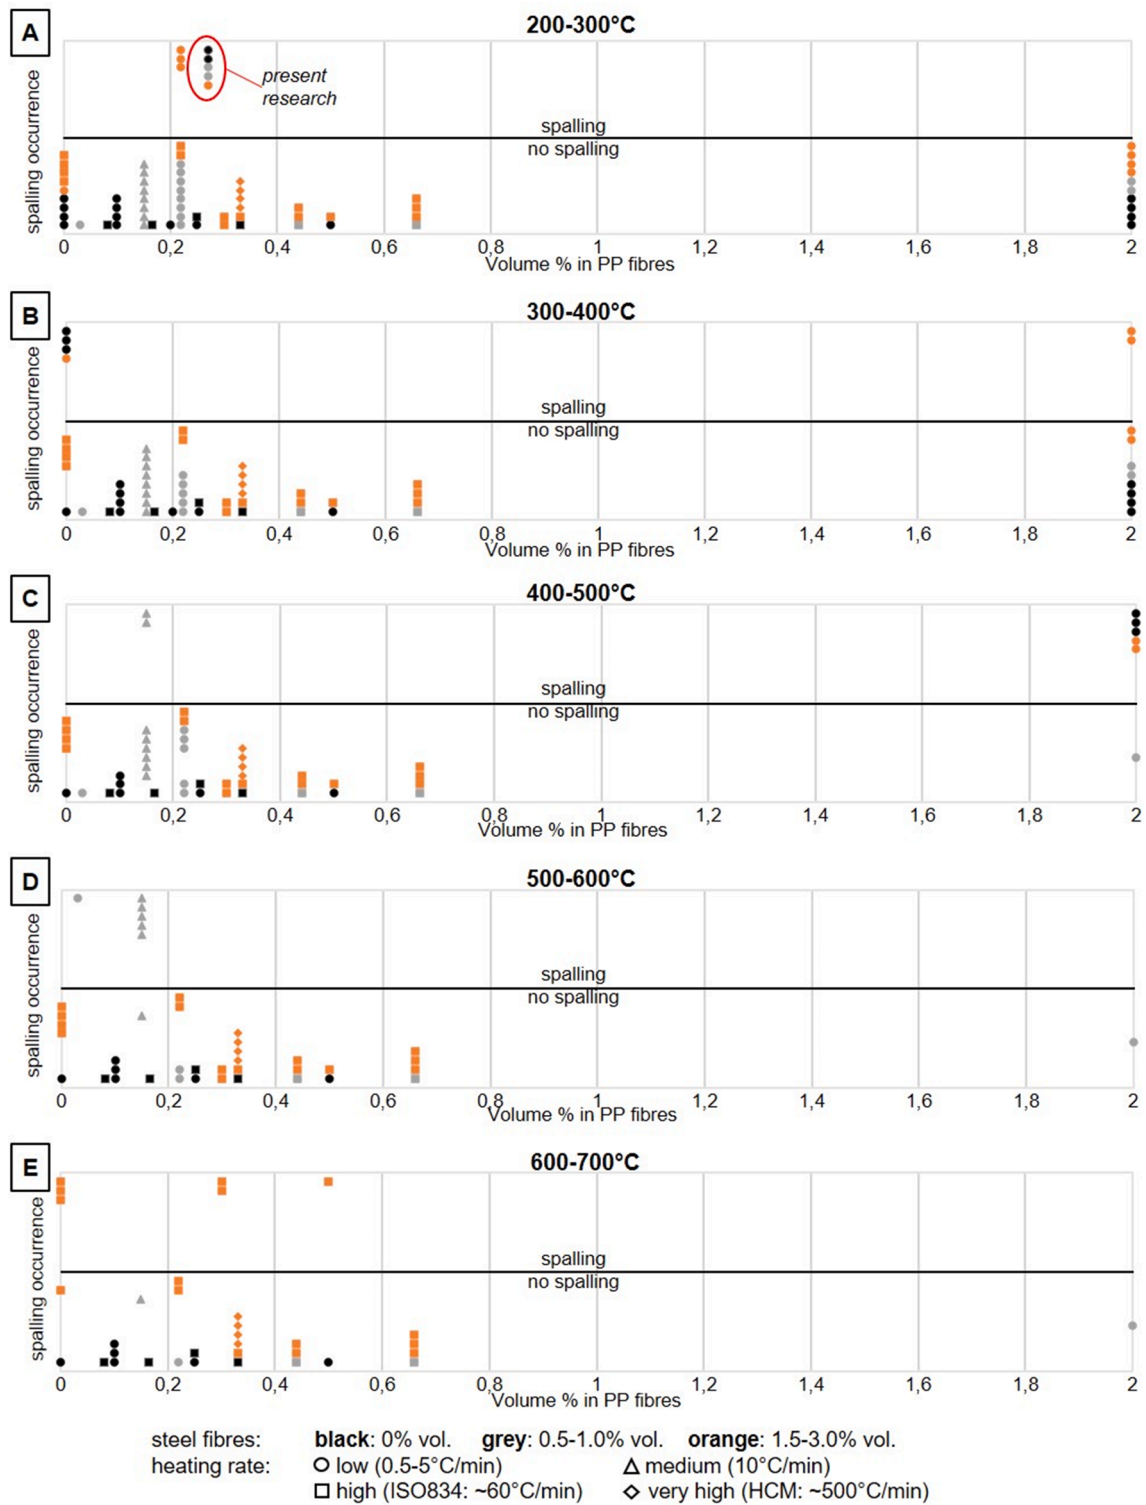 A
200-300°C
spalling occurrence
present
research
spalling
no spalling
0 0,2 0,4 0,6 0,8 1 1,2 1,4 1,6 1,8 2
Volume % in PP fibres
B
300-400°C
spalling occurrence
spalling
no spalling
0 0,2 0,4 0,6 0,8 1 1,2 1,4 1,6 1,8 2
Volume % in PP fibres
C
400-500°C
spalling occurrence
spalling
no spalling
0 0,2 0,4 0,6 0,8 1 1,2 1,4 1,6 1,8 2
Volume % in PP fibres
D
500-600°C
spalling occurrence
spalling
no spalling
0 0,2 0,4 0,6 0,8 1 1,2 1,4 1,6 1,8 2
Volume % in PP fibres
E
600-700°C
spalling occurrence
spalling
no spalling
0 0,2 0,4 0,6 0,8 1 1,2 1,4 1,6 1,8 2
Volume % in PP fibres
steel fibres: black: 0% vol. grey: 0.5-1.0% vol. orange: 1.5-3.0% vol.
heating rate: low (0.5-5°C/min) medium (10°C/min)
high (ISO834: ~60°C/min) very high (HCM: ~500°C/min)